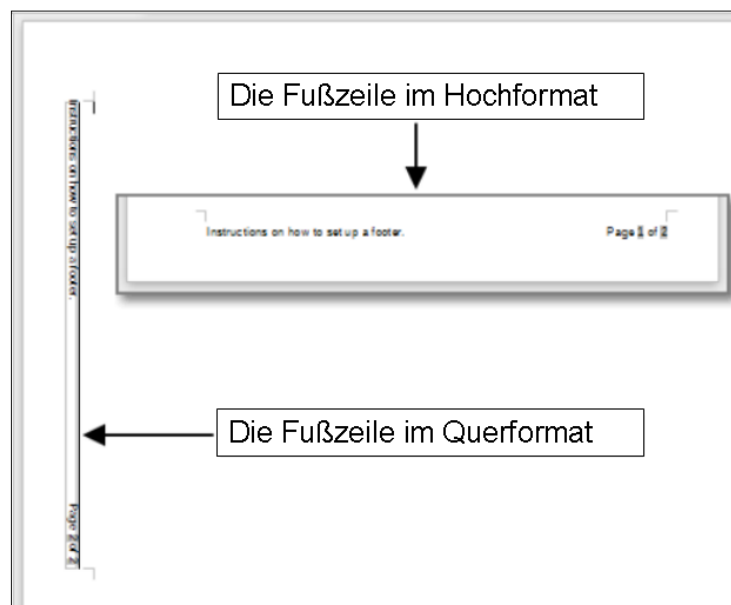 Die Fußzeile im Hochformat
Instructions on how to set up a footer. Page 1 of 2
Die Fußzeile im Querformat
Instructions on how to set up a footer. Page 2 of 2